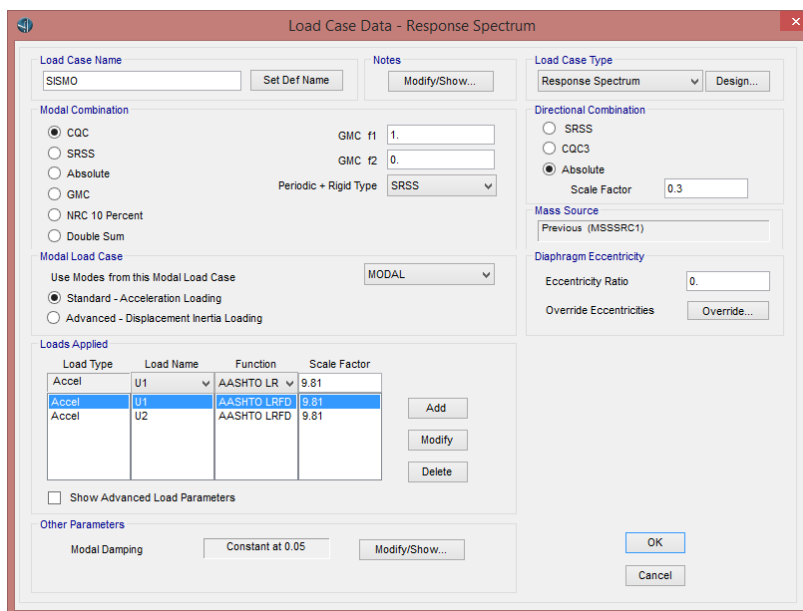 Load Case Data - Response Spectrum
Load Case Name
SISMO
Set Def Name
Notes
Modify/Show...
Load Case Type
Response Spectrum
Design...
Modal Combination
CQC
SRSS
Absolute
GMC
NRC 10 Percent
Double Sum
GMC f1
1.
GMC f2
0.
Periodic + Rigid Type
SRSS
Directional Combination
SRSS
CQC3
Absolute
Scale Factor
0.3
Mass Source
Previous (MSSSRC1)
Modal Load Case
Use Modes from this Modal Load Case
MODAL
Standard - Acceleration Loading
Advanced - Displacement Inertia Loading
Diaphragm Eccentricity
Eccentricity Ratio
0.
Override Eccentricities
Override...
Loads Applied
Load Type Load Name Function Scale Factor
Accel U1 AASHTO LR 9.81
Accel U1 AASHTO LRFD 9.81
Accel U2 AASHTO LRFD 9.81
Add
Modify
Delete
Show Advanced Load Parameters
Other Parameters
Modal Damping
Constant at 0.05
Modify/Show...
OK
Cancel